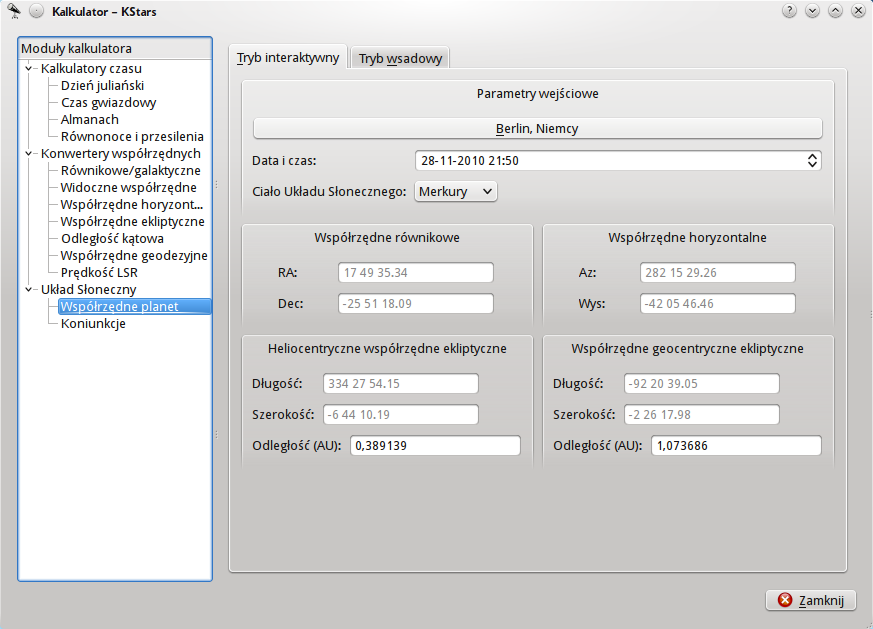 Kalkulator – KStars
Moduły kalkulatora
Kalkulatory czasu
Dzień juliański
Czas gwiazdowy
Almanach
Równonoce i przesilenia
Konwertery współrzędnych
Równikowe/galaktyczne
Widoczne współrzędne
Współrzędne horyzont...
Współrzędne ekliptyczne
Odległość kątowa
Współrzędne geodezyjne
Prędkość LSR
Układ Słoneczny
Współrzędne planet
Koniunkcje
Tryb interaktywny Tryb wsadowy
Parametry wejściowe
Berlin, Niemcy
Data i czas: 28-11-2010 21:50
Ciało Układu Słonecznego: Merkury
Współrzędne równikowe
RA: 17 49 35.34
Dec: -25 51 18.09
Współrzędne horyzontalne
Az: 282 15 29.26
Wys: -42 05 46.46
Heliocentryczne współrzędne ekliptyczne
Długość: 334 27 54.15
Szerokość: -6 44 10.19
Odległość (AU): 0,389139
Współrzędne geocentryczne ekliptyczne
Długość: -92 20 39.05
Szerokość: -2 26 17.98
Odległość (AU): 1,073686
Zamknij